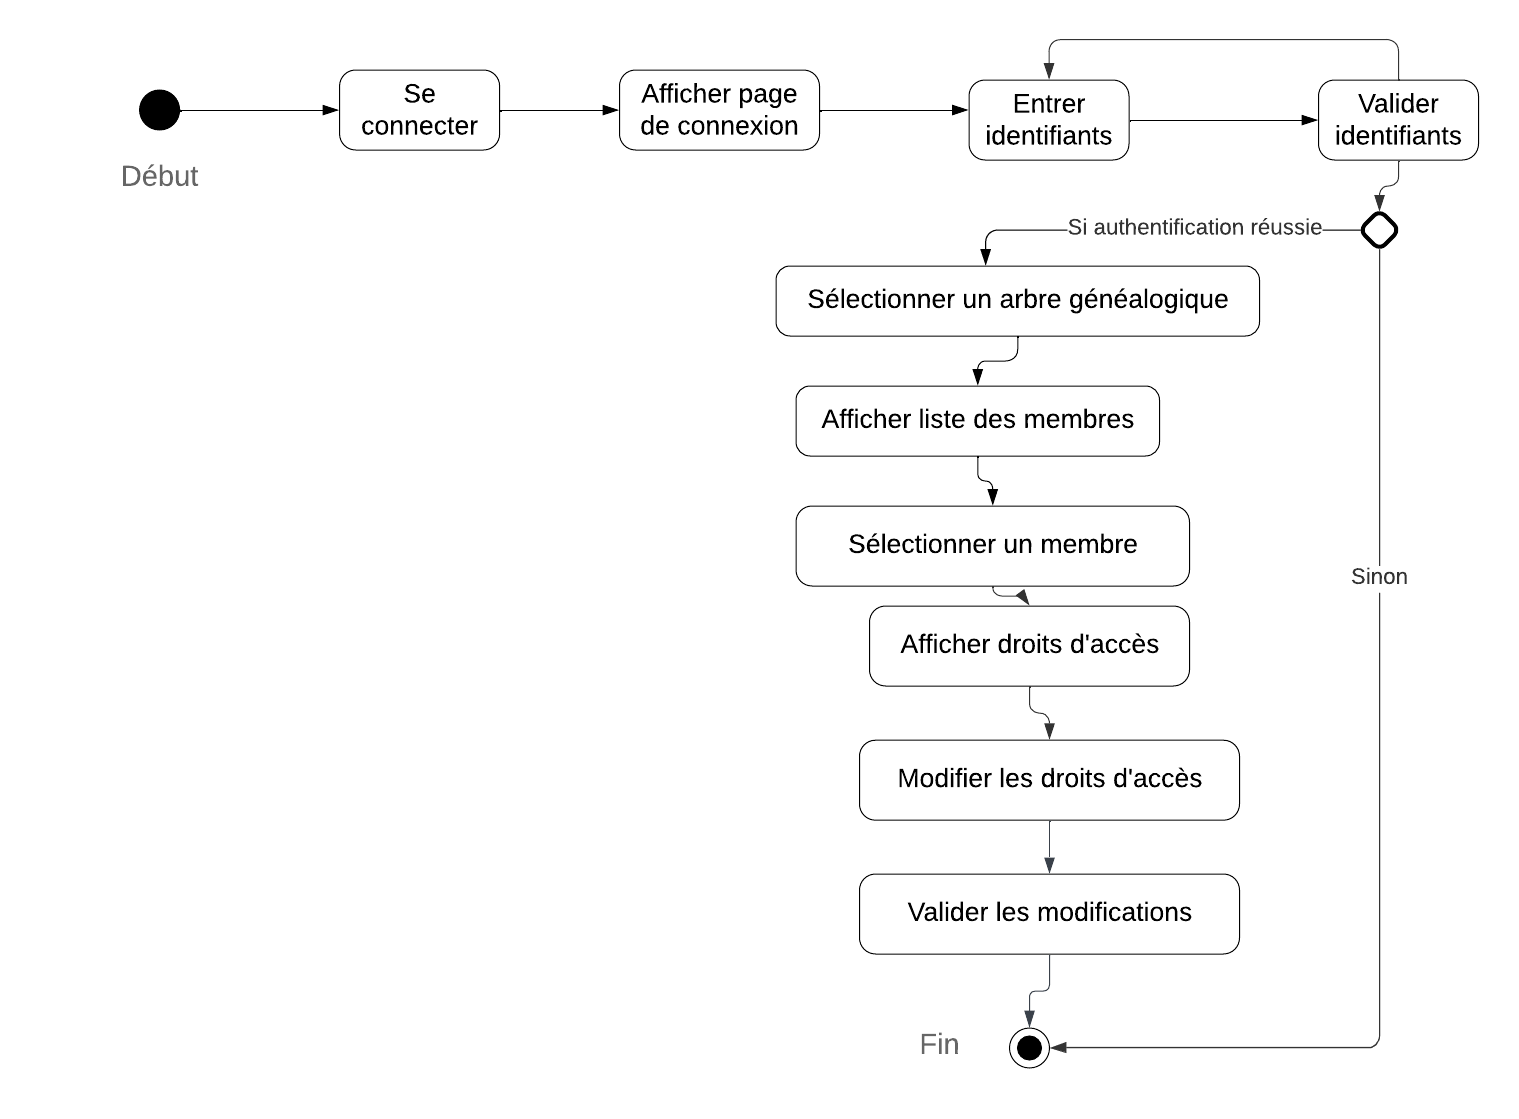 Se
connecter
Afficher page
de connexion
Entrer
identifiants
Valider
identifiants
Début
Si authentification réussie
Sélectionner un arbre généalogique
Afficher liste des membres
Sélectionner un membre
Sinon
Afficher droits d'accès
Modifier les droits d'accès
Valider les modifications
Fin